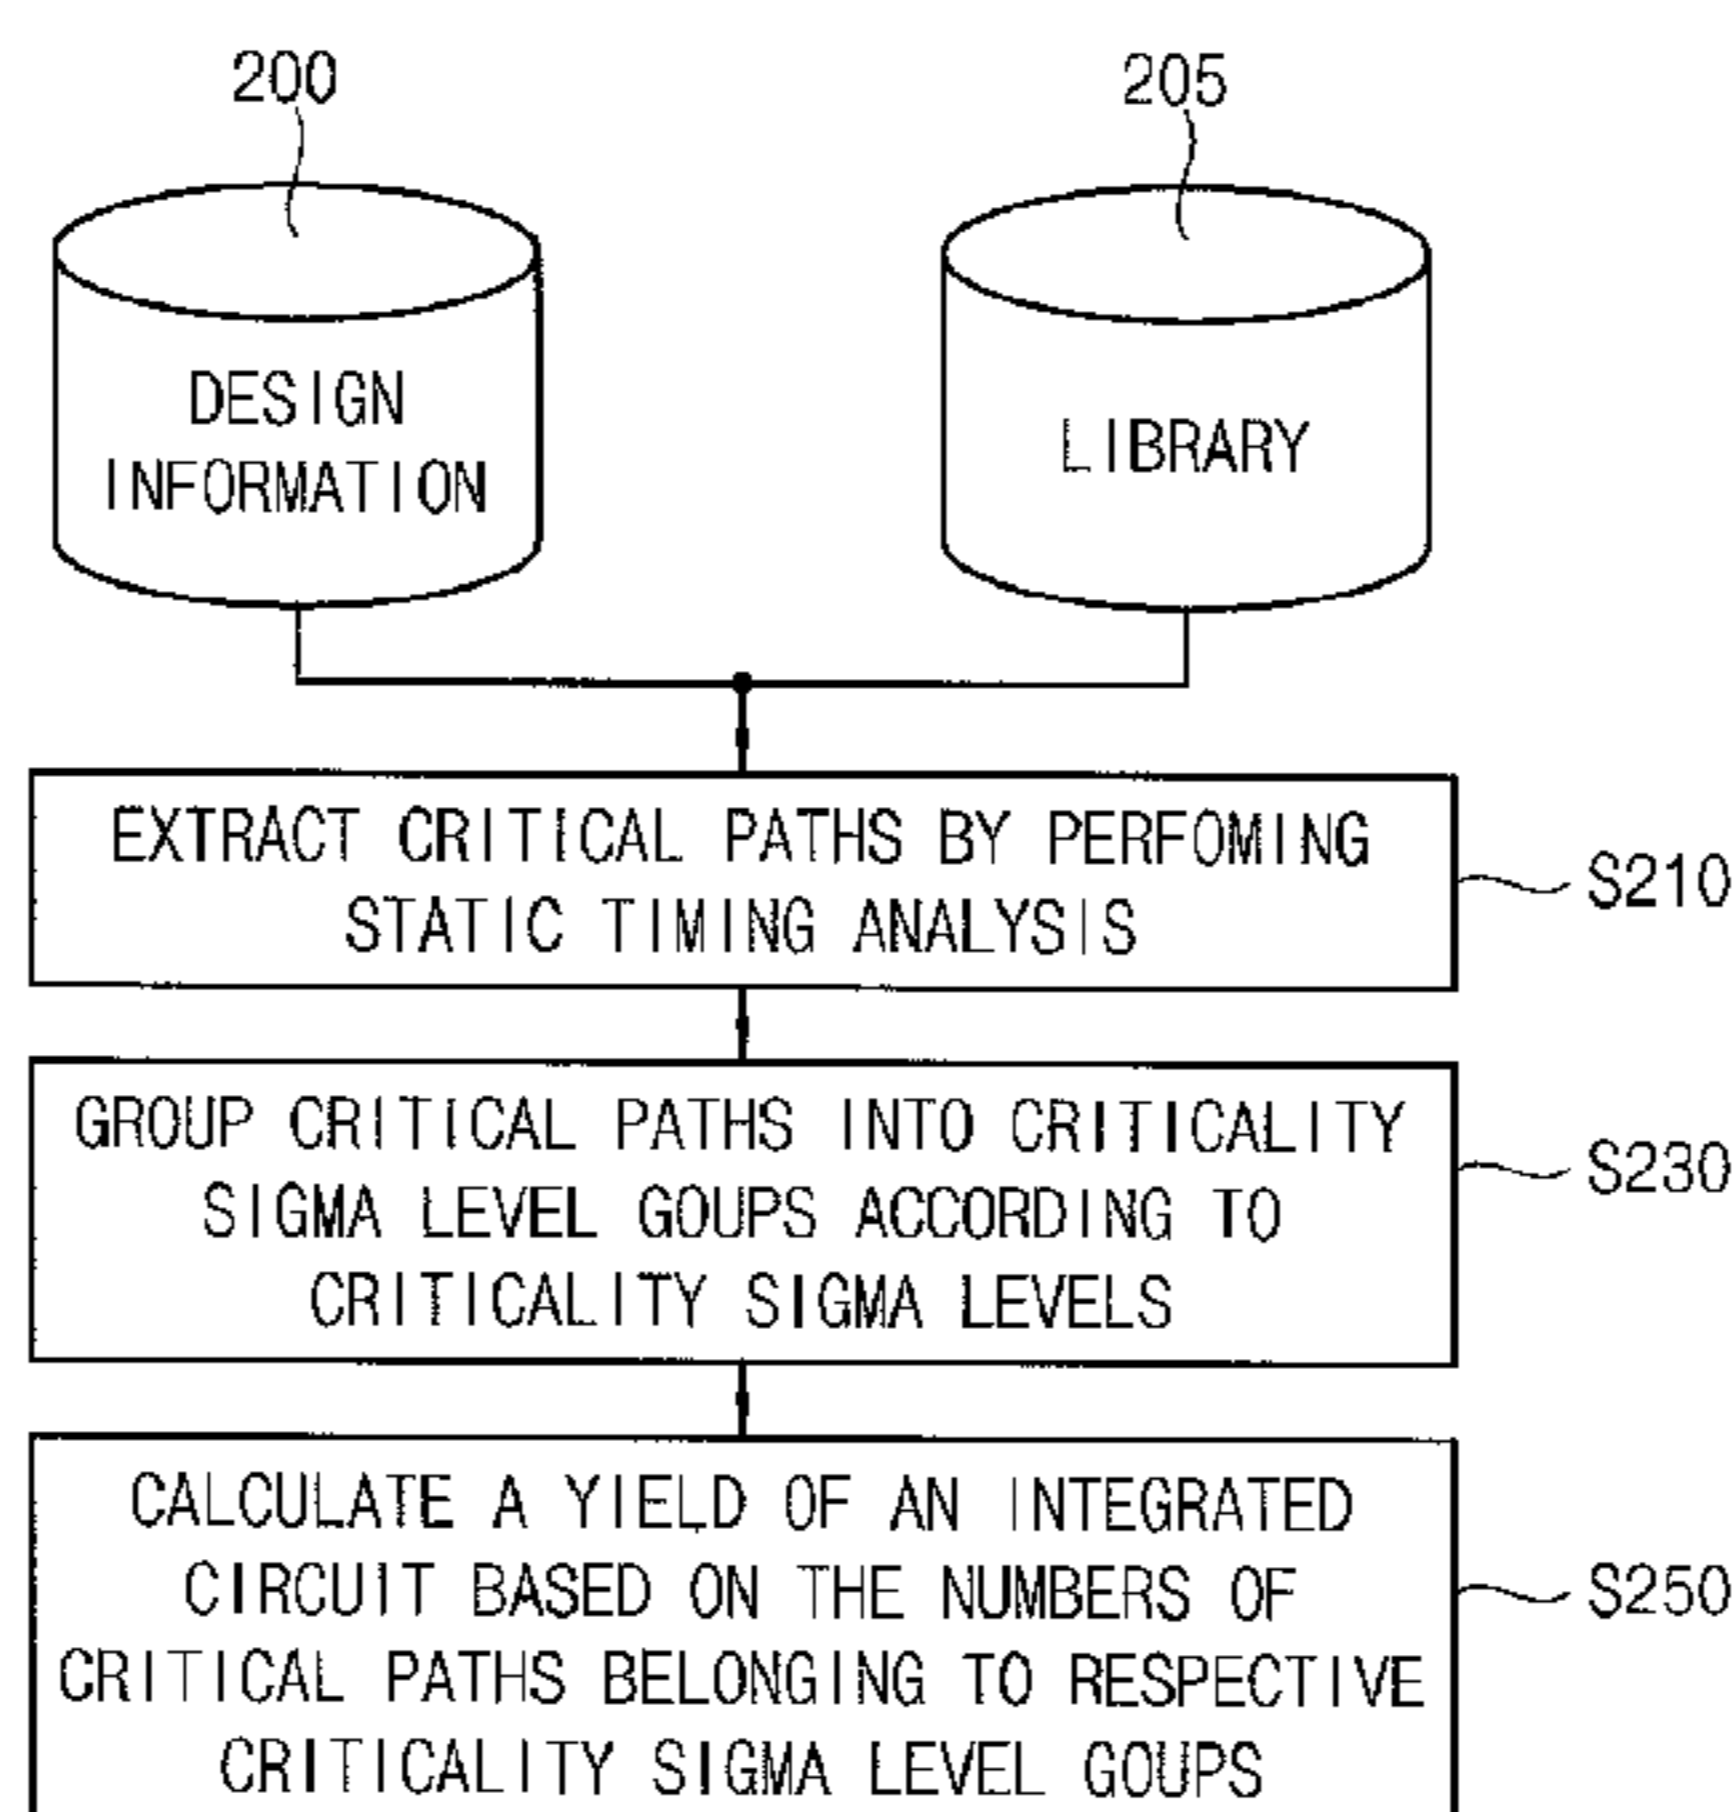 200
205
DESIGN
INFORMATION
LIBRARY
EXTRACT CRITICAL PATHS BY PERFOMING
STATIC TIMING ANALYSIS
S210
GROUP CRITICAL PATHS INTO CRITICALITY
SIGMA LEVEL GOUPS ACCORDING TO
CRITICALITY SIGMA LEVELS
S230
CALCULATE A YIELD OF AN INTEGRATED
CIRCUIT BASED ON THE NUMBERS OF
CRITICAL PATHS BELONGING TO RESPECTIVE
CRITICALITY SIGMA LEVEL GOUPS
S250